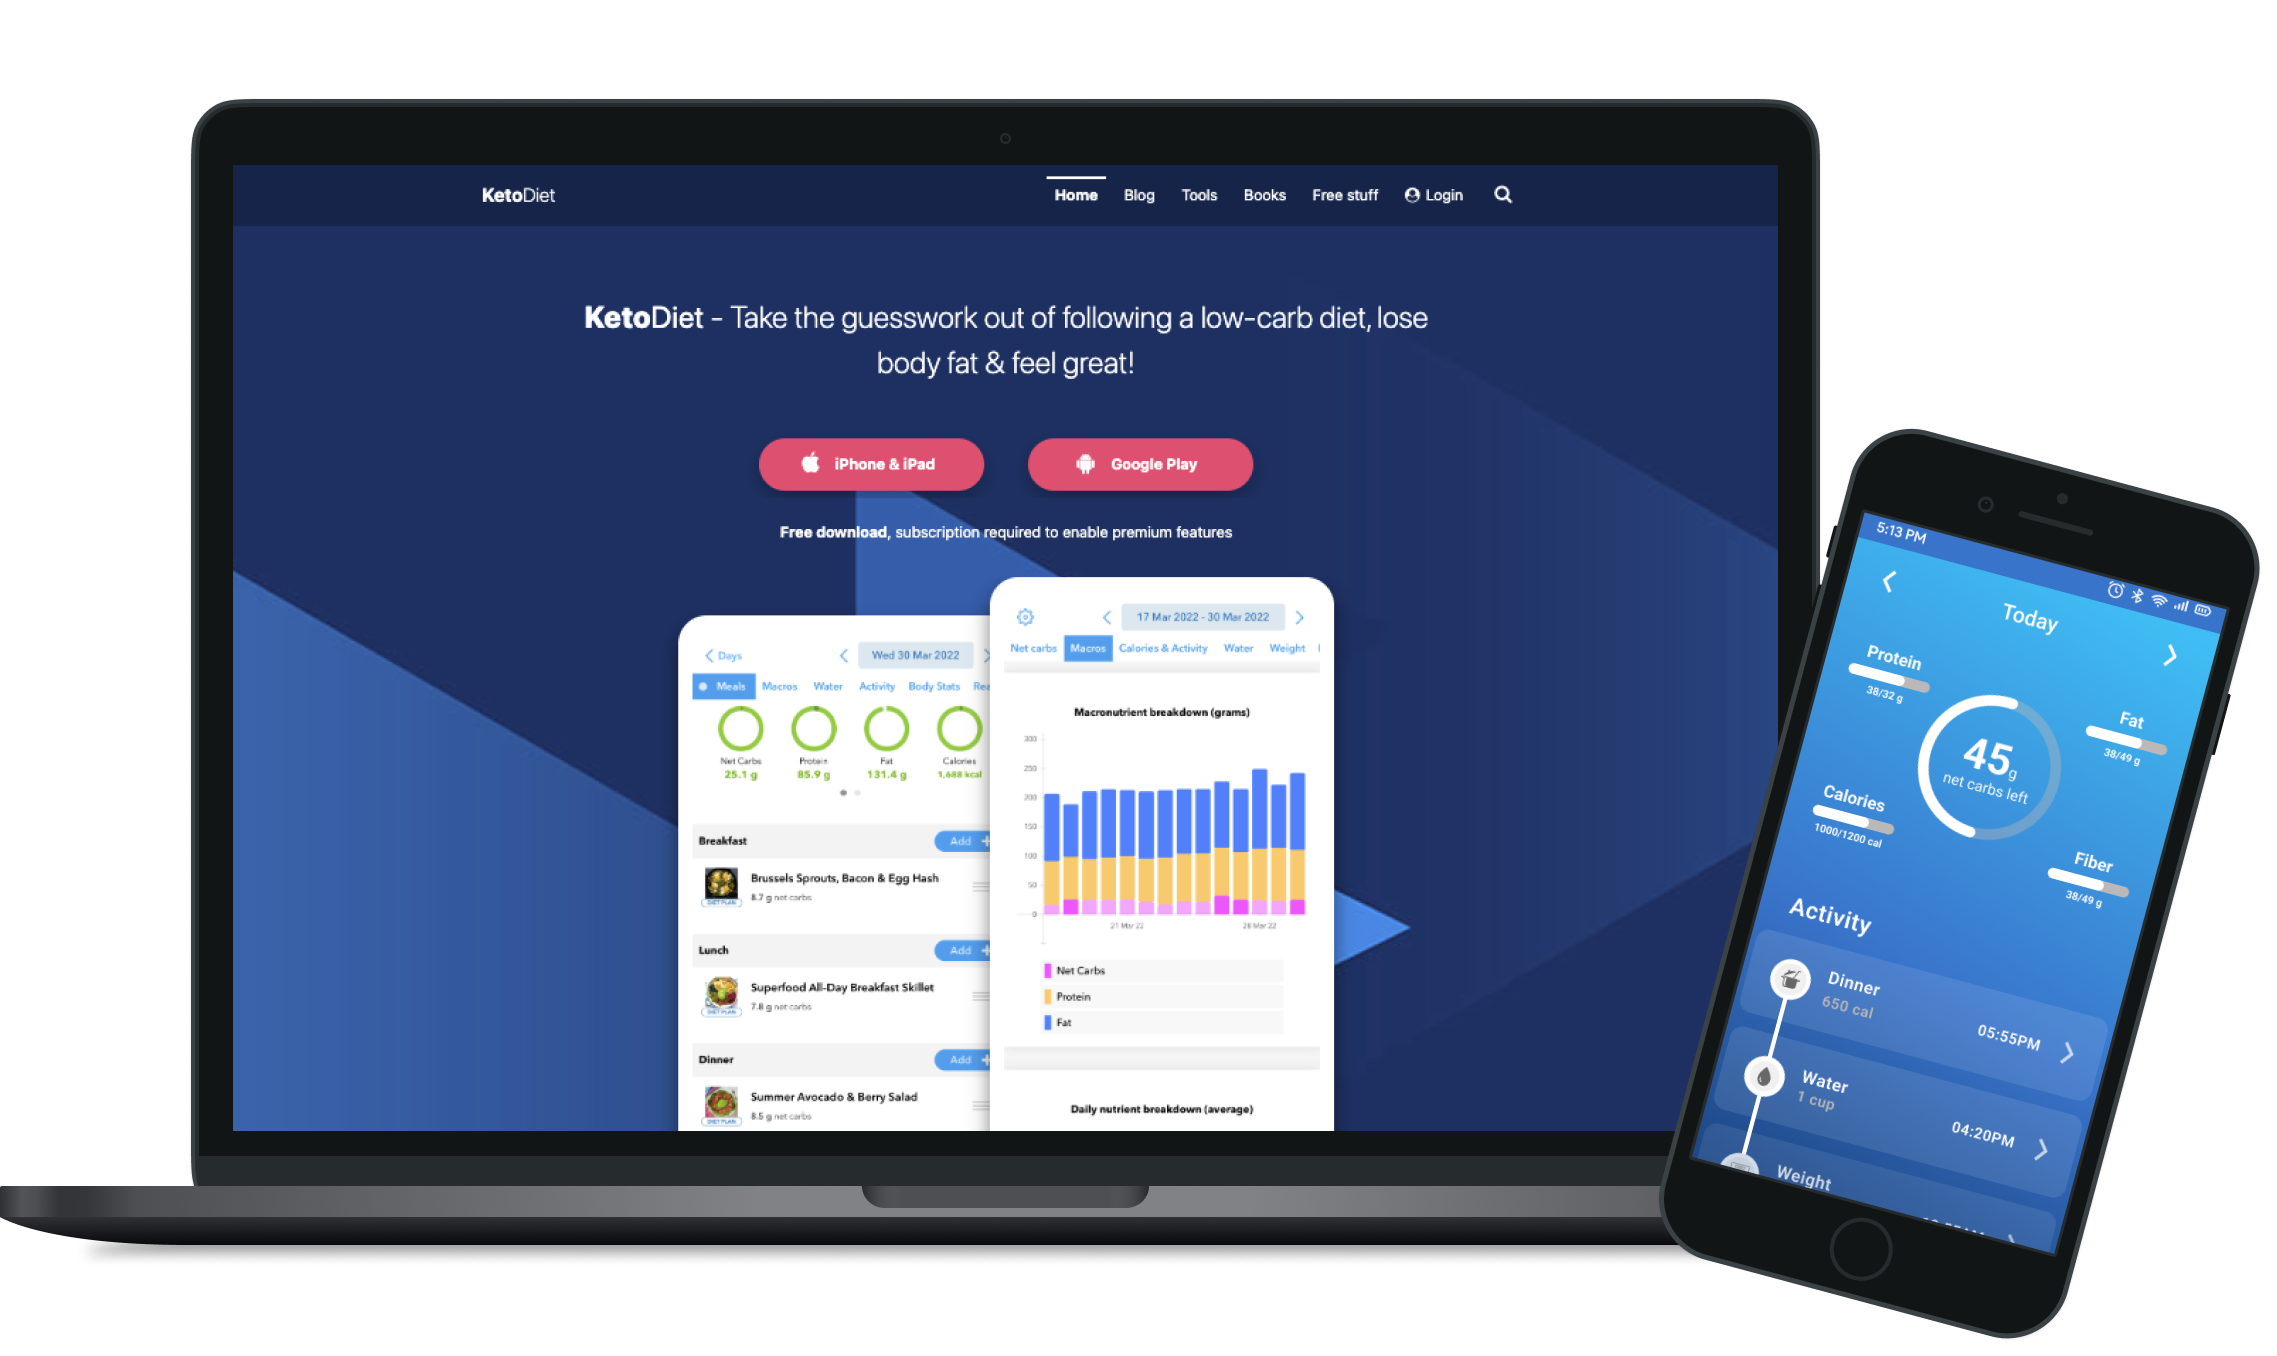 KetoDiet
Home Blog Tools Books Free stuff Login
KetoDiet - Take the guesswork out of following a low-carb diet, lose
body fat & feel great!
iPhone & iPad Google Play
Free download, subscription required to enable premium features
Days
Wed 30 Mar 2022
Meals Macros Water Activity Body Stats
Net Carbs Protein Fat Calories
25.1 g 85.9 g 131.4 g 1,688 kcal
Breakfast
Add
Brussels Sprouts, Bacon & Egg Hash
8.7 g net carbs
DIET PLAN
Lunch
Add
Superfood All-Day Breakfast Skillet
7.8 g net carbs
DIET PLAN
Dinner
Add
Summer Avocado & Berry Salad
8.5 g net carbs
DIET PLAN
17 Mar 2022 - 30 Mar 2022
Net carbs Macros Calories & Activity Water Weight
Macronutrient breakdown (grams)
300
250
200
150
100
50
0
21 Mar 22 28 Mar 22
Net Carbs
Protein
Fat
Daily nutrient breakdown (average)
5:13 PM
Today
Protein
38/32 g
Fat
38/49 g
45g
net carbs left
Calories
1000/1200 cal
Fiber
38/49 g
Activity
Dinner
650 cal
05:55PM
Water
1 cup
04:20PM
Weight